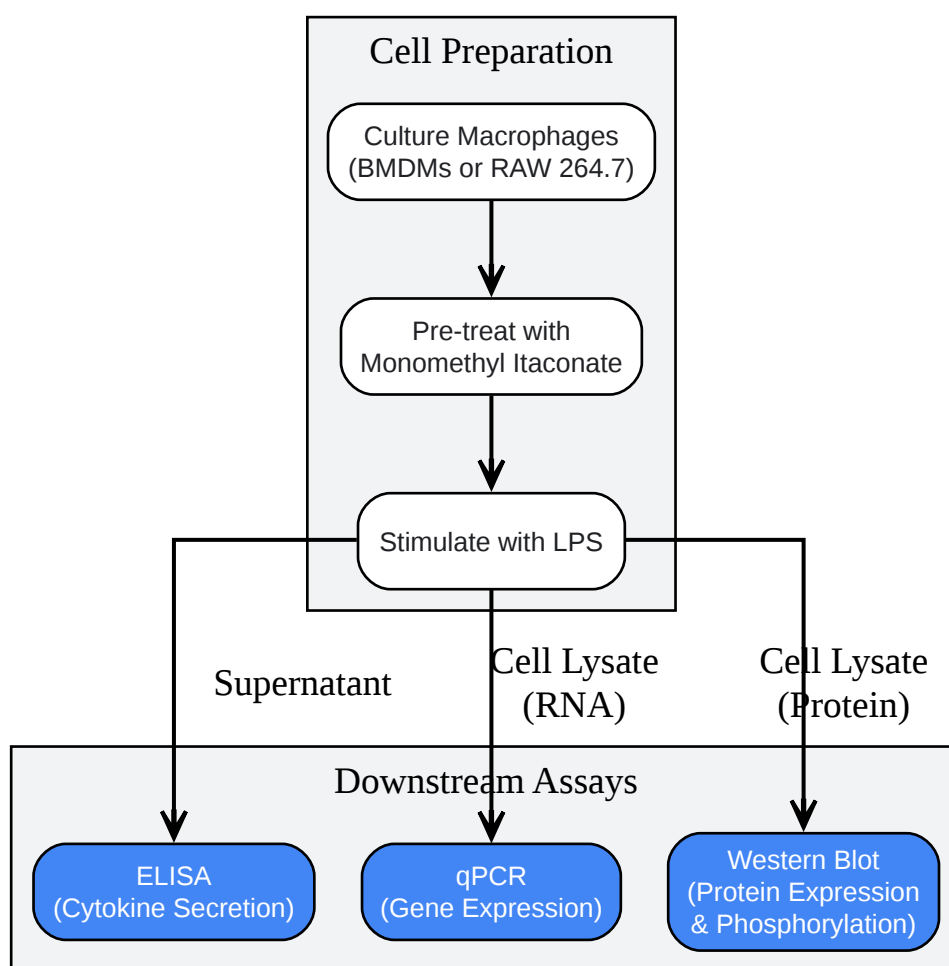 Cell Preparation
Culture Macrophages
(BMDMs or RAW 264.7)
Pre-treat with
Monomethyl Itaconate
Stimulate with LPS
Supernatant
Cell Lysate
(RNA)
Cell Lysate
(Protein)
Downstream Assays
ELISA
(Cytokine Secretion)
qPCR
(Gene Expression)
Western Blot
(Protein Expression
& Phosphorylation)